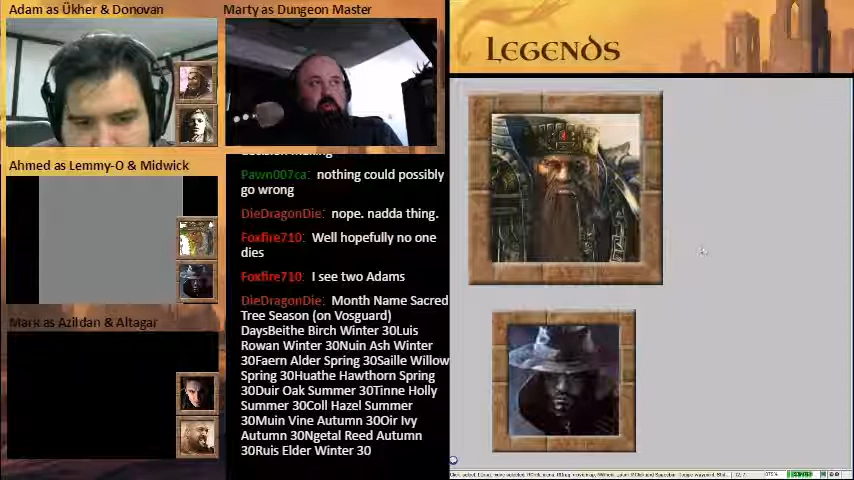 Adam as Ükher & Donovan
Marty as Dungeon Master
LEGENDS
Ahmed as Lemmy-O & Midwick
Mark as Azildan & Altagar
Pawn007ca: nothing could possibly
go wrong
DieDragonDie: nope. nadda thing.
Foxfire710: Well hopefully no one
dies
Foxfire710: I see two Adams
DieDragonDie: Month Name Sacred
Tree Season (on Vosguard)
DaysBeithe Birch Winter 30Luis
Rowan Winter 30Nuin Ash Winter
30Faern Alder Spring 30Saille Willow
Spring 30Huathe Hawthorn Spring
30Duir Oak Summer 30Tinne Holly
Summer 30Coll Hazel Summer
30Muin Vine Autumn 30Oir Ivy
Autumn 30Ngetal Reed Autumn
30Ruis Elder Winter 30